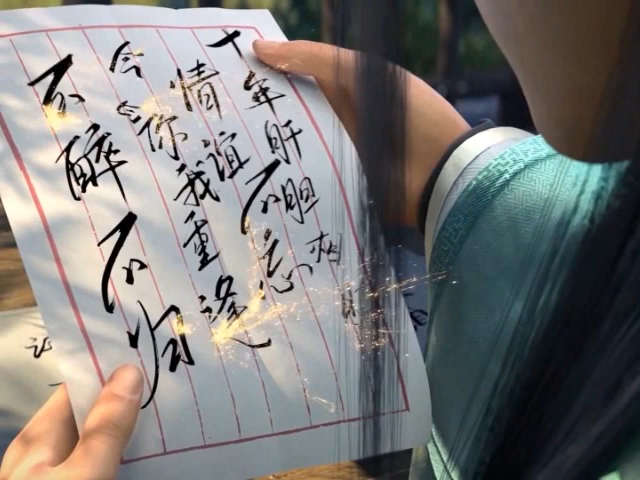 十年肝胆
情谊不忘
今你我重逢
不醉不归